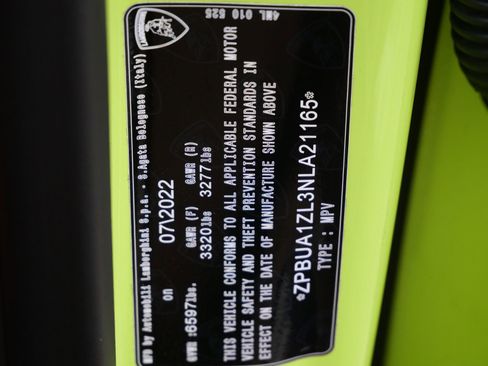 4ML 010 525
MFD by Automobili Lamborghini S.p.a. - S.Agata Bolognese (Italy)
on 07\2022
GVWR :6597lbs. GAWR (F) 3320lbs GAWR (R) 3277lbs
THIS VEHICLE CONFORMS TO ALL APPLICABLE FEDERAL MOTOR
VEHICLE SAFETY AND THEFT PREVENTION STANDARDS IN
EFFECT ON THE DATE OF MANUFACTURE SHOWN ABOVE
*ZPBUA1ZL3NLA21165*
TYPE : MPV